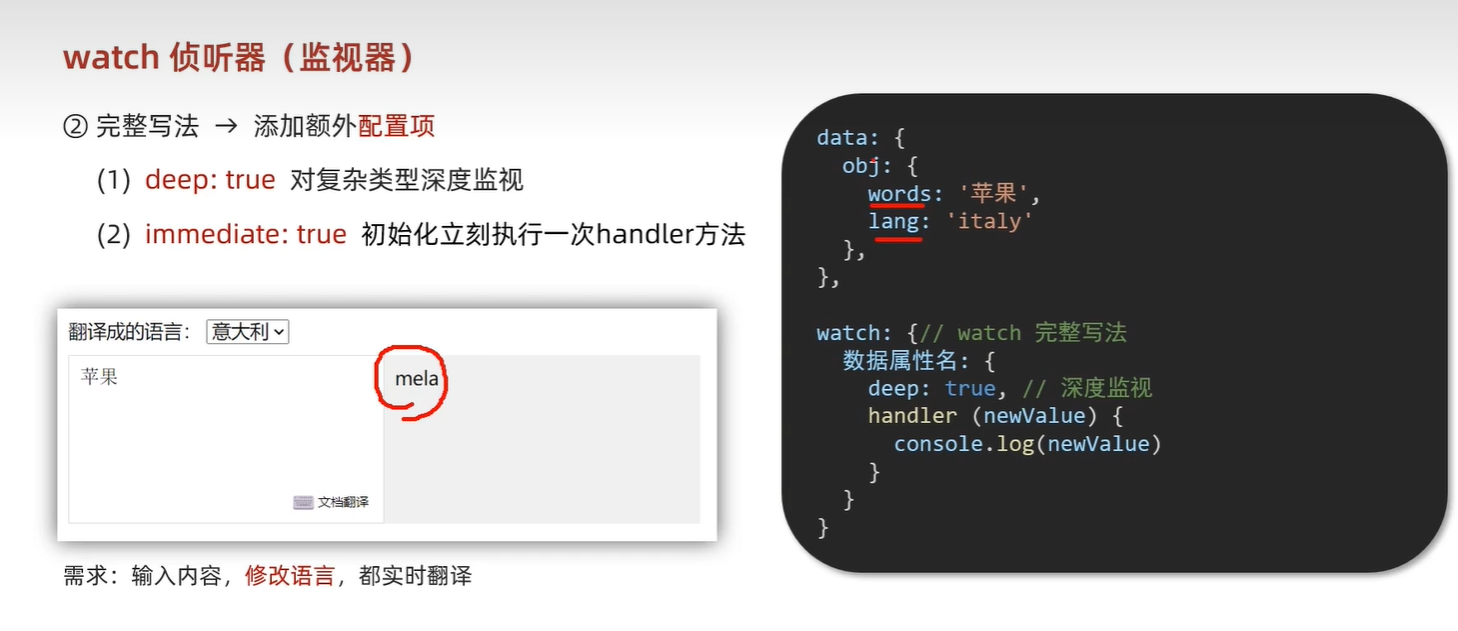 watch 侦听器（监视器）
② 完整写法 → 添加额外配置项
(1) deep: true 对复杂类型深度监视
(2) immediate: true 初始化立刻执行一次handler方法
翻译成的语言： 意大利
苹果
mela
文档翻译
需求：输入内容，修改语言，都实时翻译
data: {
obj: {
words: '苹果',
lang: 'italy'
},
},
watch: {// watch 完整写法
数据属性名: {
deep: true, // 深度监视
handler (newValue) {
console.log(newValue)
}
}
}